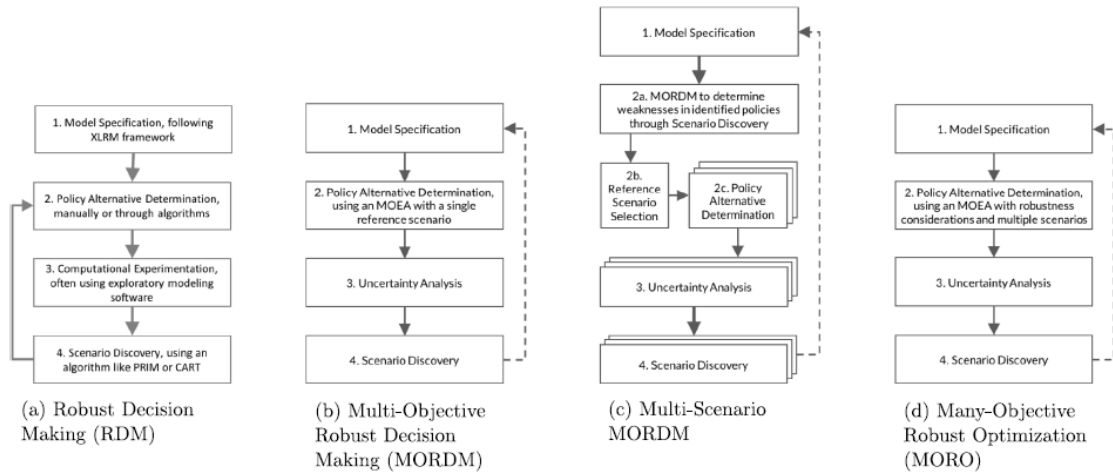 1. Model Specification, following
XLRM framework
2. Policy Alternative Determination,
manually or through algorithms
3. Computational Experimentation,
often using exploratory modeling
software
4. Scenario Discovery, using an
algorithm like PRIM or CART
(a) Robust Decision
Making (RDM)
1. Model Specification
2. Policy Alternative Determination,
using an MOEA with a single
reference scenario
3. Uncertainty Analysis
4. Scenario Discovery
(b) Multi-Objective
Robust Decision
Making (MORDM)
1. Model Specification
2a. MORDM to determine
weaknesses in identified policies
through Scenario Discovery
2b.
Reference
Scenario
Selection
2c. Policy
Alternative
Determination
3. Uncertainty Analysis
4. Scenario Discovery
(c) Multi-Scenario
MORDM
1. Model Specification
2. Policy Alternative Determination,
using an MOEA with robustness
considerations and multiple scenarios
3. Uncertainty Analysis
4. Scenario Discovery
(d) Many-Objective
Robust Optimization
(MORO)